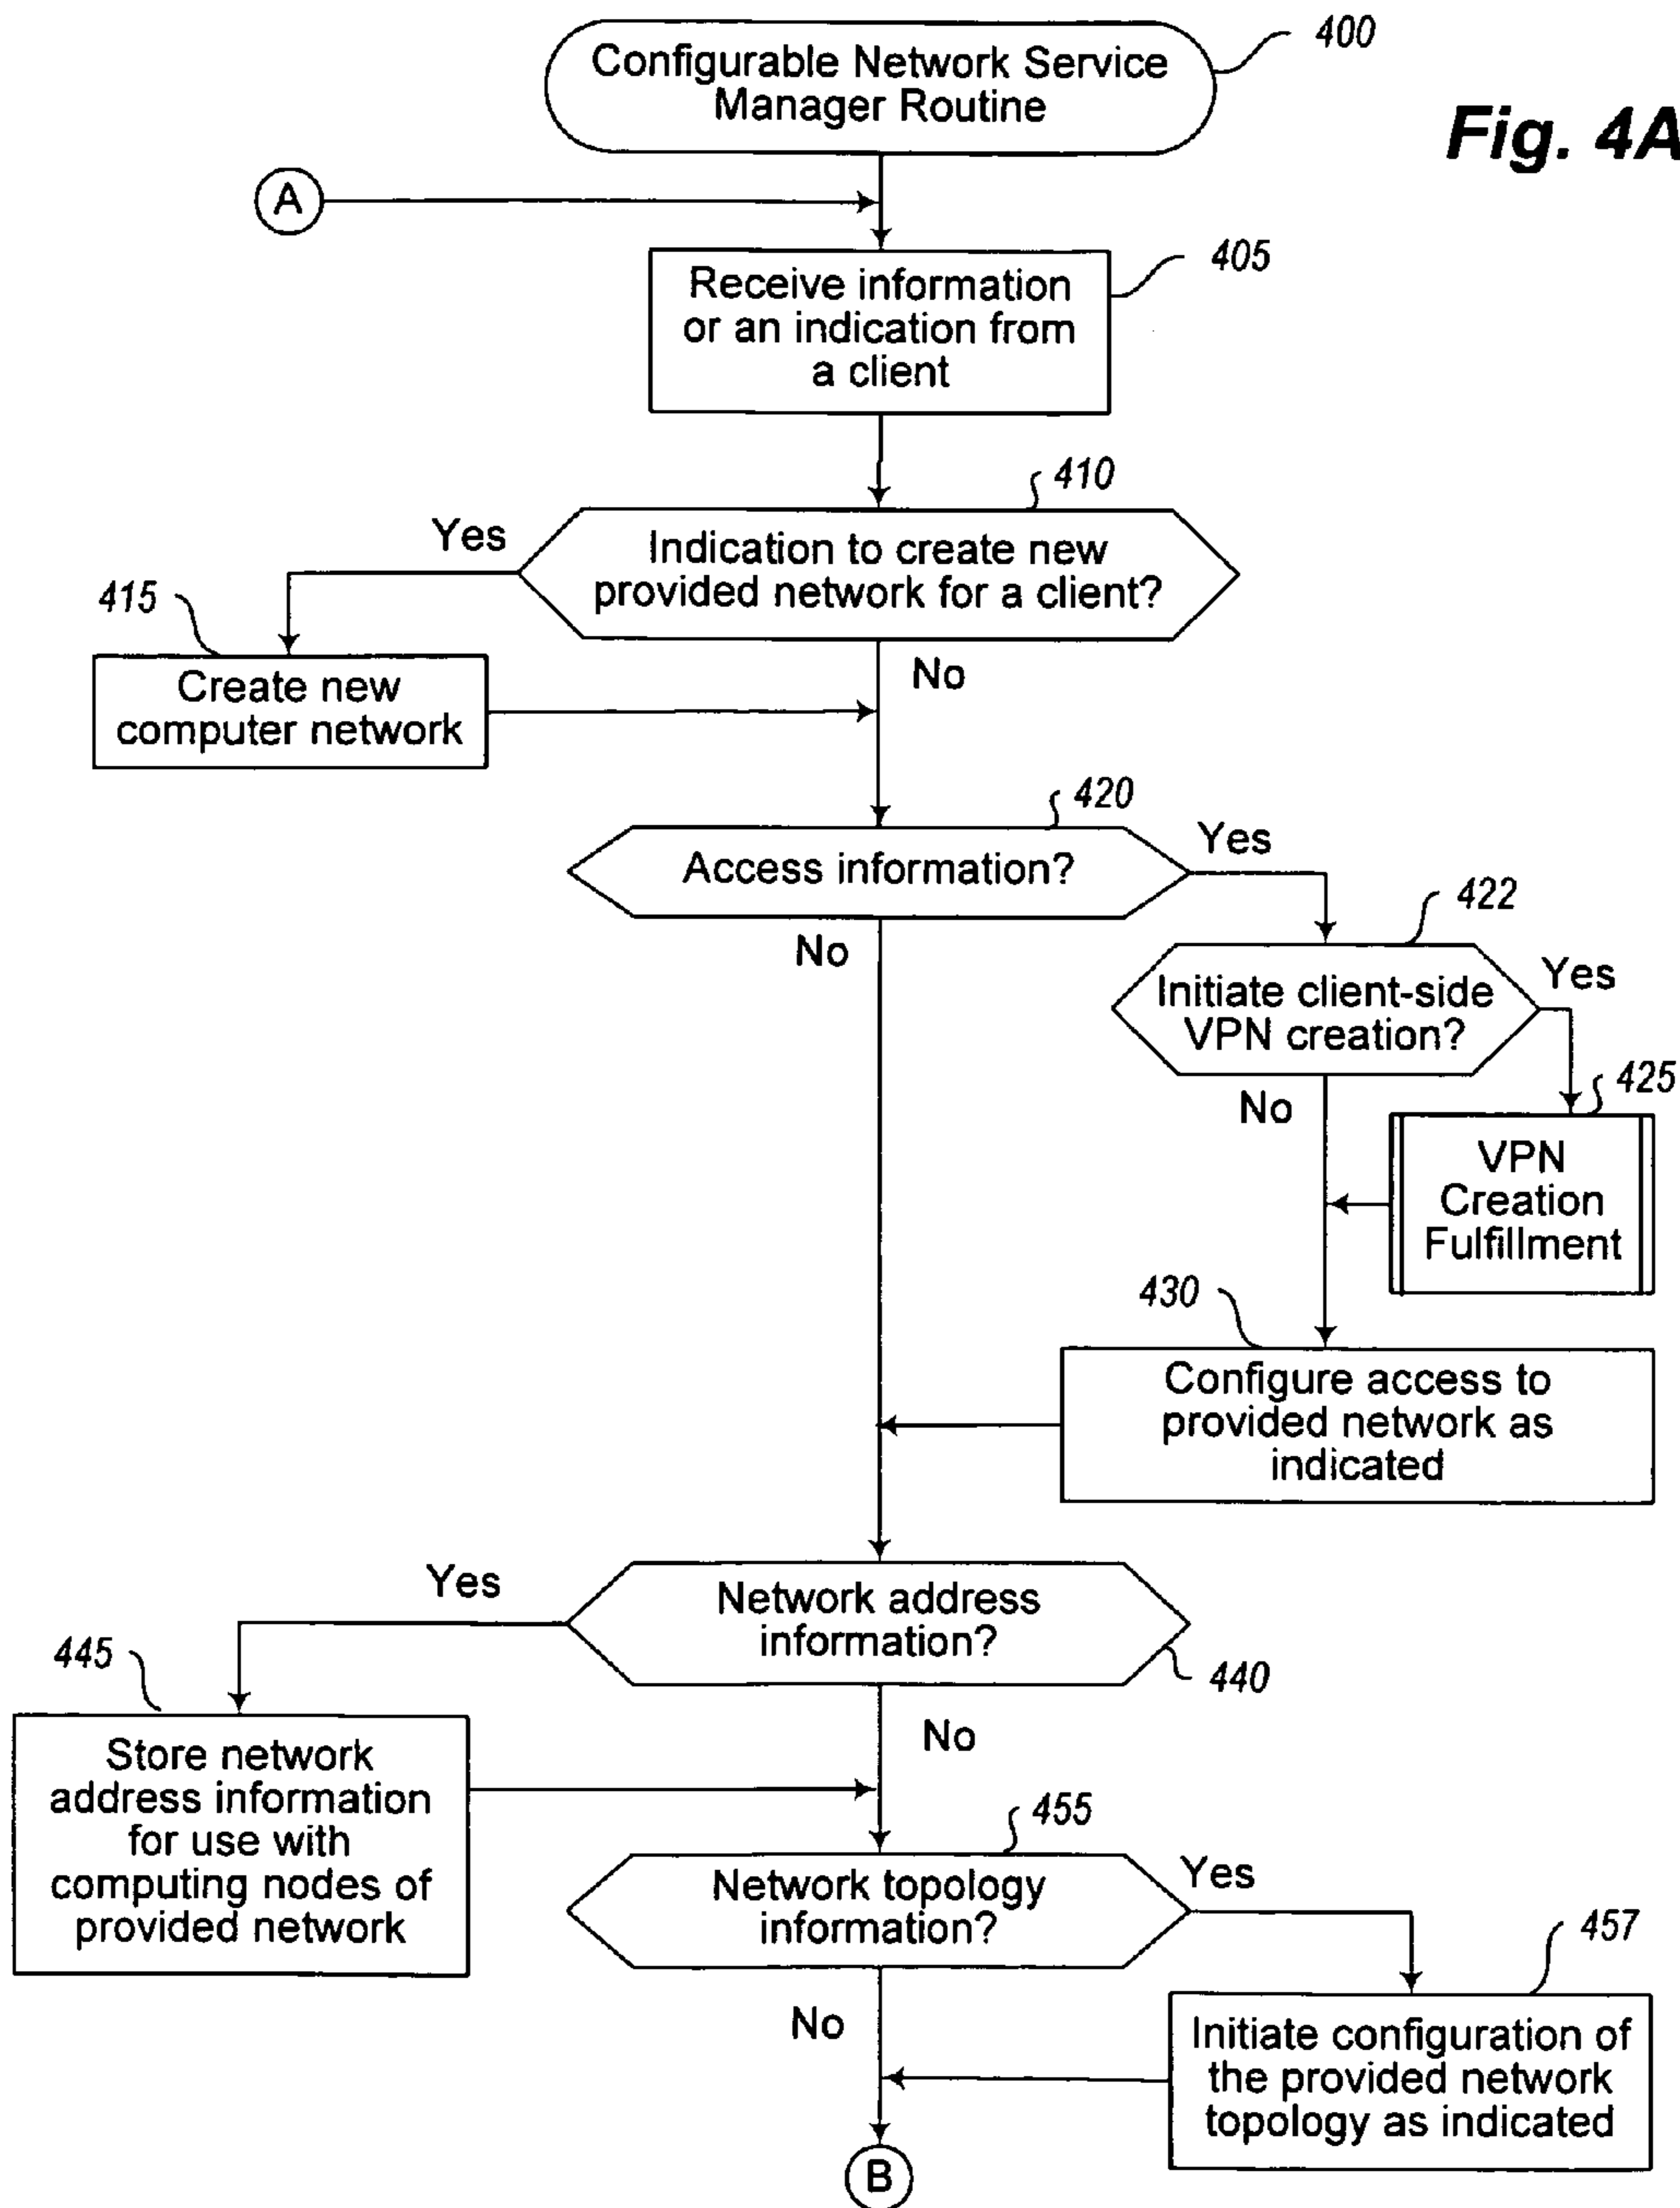 Configurable Network Service
Manager Routine
400
Fig. 4A
A
405
Receive information
or an indication from
a client
410
Yes
Indication to create new
provided network for a client?
415
No
Create new
computer network
420
Yes
Access information?
422
No
Yes
Initiate client-side
VPN creation?
425
No
VPN
Creation
Fulfillment
430
Configure access to
provided network as
indicated
Yes
Network address
information?
445
440
No
Store network
address information
for use with
computing nodes of
provided network
455
Yes
Network topology
information?
457
No
Initiate configuration of
the provided network
topology as indicated
B